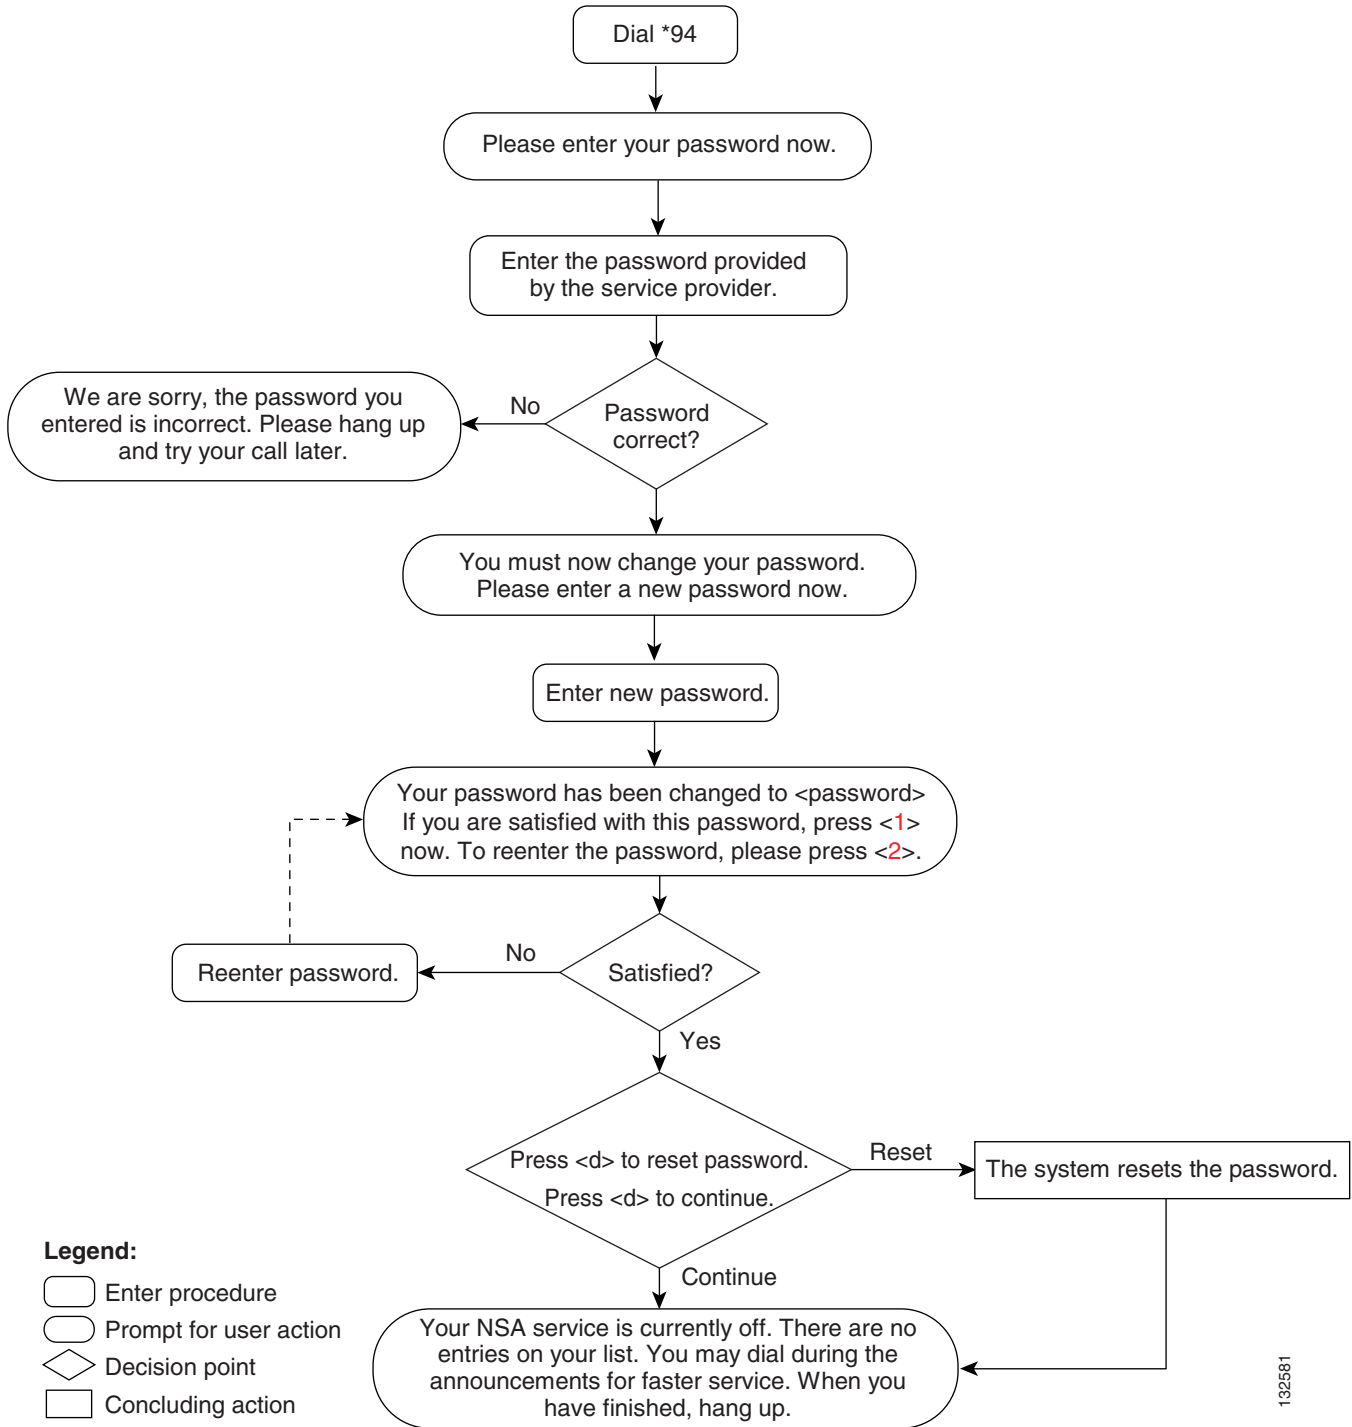 Dial *94
Please enter your password now.
Enter the password provided
by the service provider.
We are sorry, the password you
entered is incorrect. Please hang up
and try your call later.
No
Password
correct?
You must now change your password.
Please enter a new password now.
Enter new password.
Your password has been changed to <password>
If you are satisfied with this password, press <1>
now. To reenter the password, please press <2>.
Reenter password.
No
Satisfied?
Yes
Press <d> to reset password.
Press <d> to continue.
Reset
The system resets the password.
Continue
Your NSA service is currently off. There are no
entries on your list. You may dial during the
announcements for faster service. When you
have finished, hang up.
Legend:
Enter procedure
Prompt for user action
Decision point
Concluding action
132581